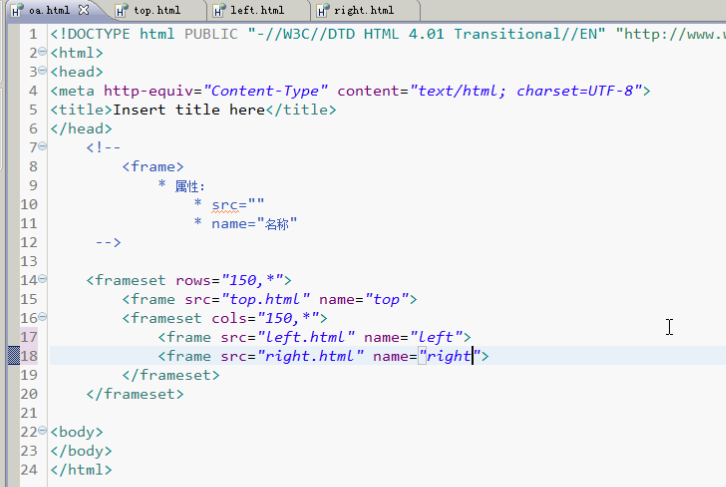 oa.html top.html left.html right.html
1 <!DOCTYPE html PUBLIC "-//W3C//DTD HTML 4.01 Transitional//EN" "http://www.w
2 <html>
3 <head>
4 <meta http-equiv="Content-Type" content="text/html; charset=UTF-8">
5 <title>Insert title here</title>
6 </head>
7 <!--
8 <frame>
9 * 属性:
10 * src=""
11 * name="名称"
12 -->
13
14 <frameset rows="150,*">
15 <frame src="top.html" name="top">
16 <frameset cols="150,*">
17 <frame src="left.html" name="left">
18 <frame src="right.html" name="right">
19 </frameset>
20 </frameset>
21
22 <body>
23 </body>
24 </html>